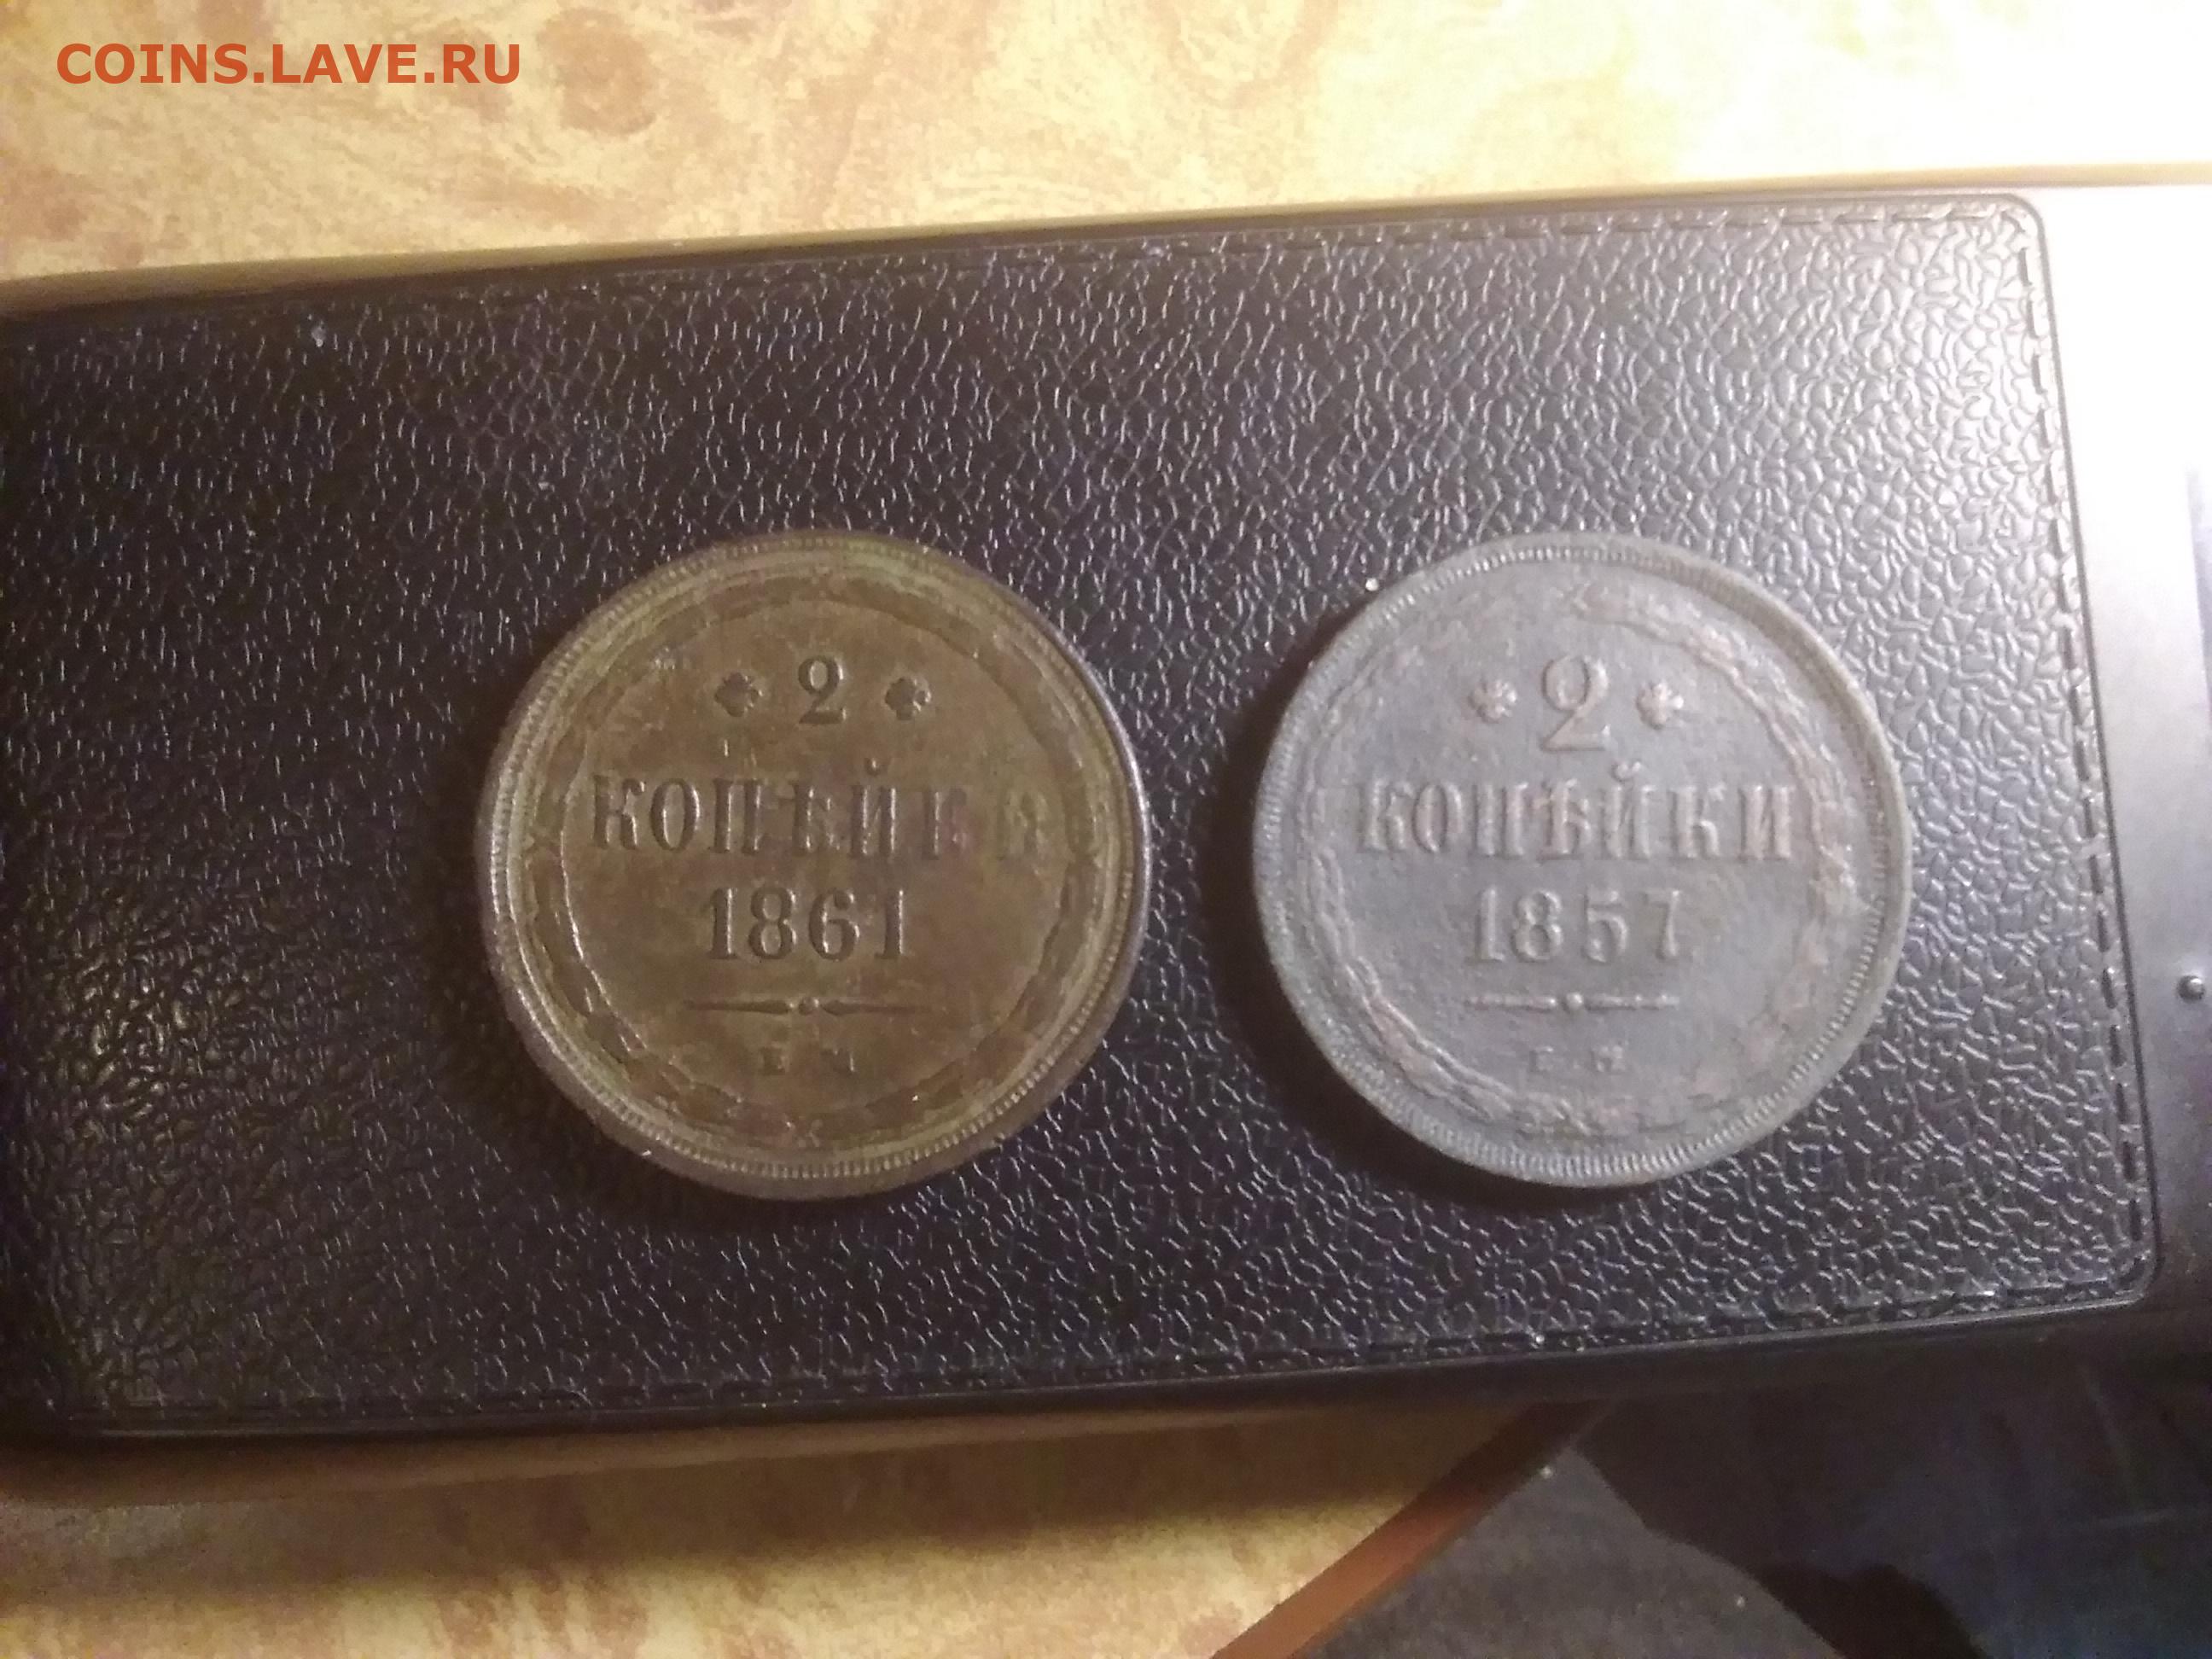 COINS.LAVE.RU
2
КОПѢЙКИ
1861
Е М
2
КОПѢЙКИ
1857
Е М